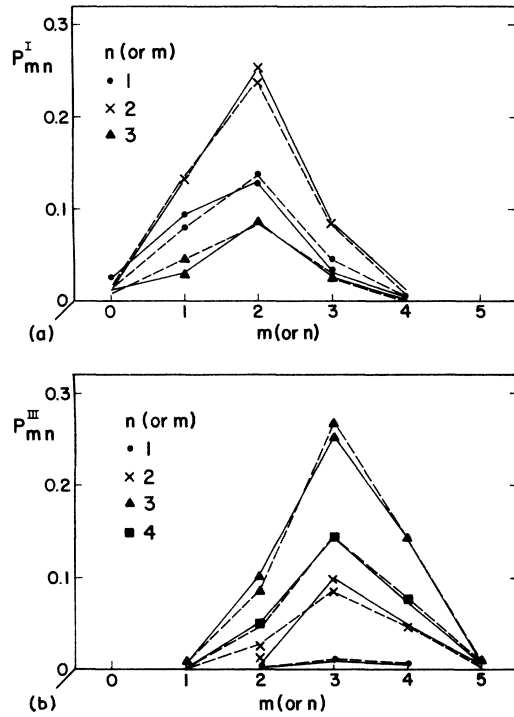 0.3
P^I_mn
n (or m)
• 1
× 2
▲ 3
0.2
0.1
0
0 1 2 3 4 5
(a)
m (or n)
0.3
P^III_mn
n (or m)
• 1
× 2
▲ 3
■ 4
0.2
0.1
0
0 1 2 3 4 5
(b)
m (or n)